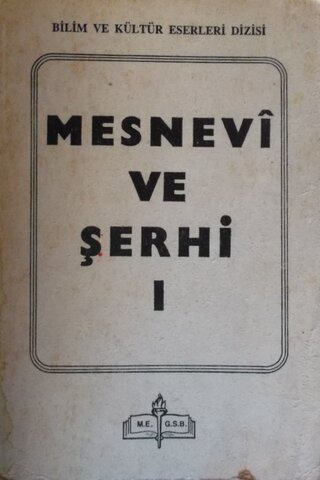 BİLİM VE KÜLTÜR ESERLERİ DİZİSİ
MESNEVÎ
VE
ŞERHİ
I
M.E. G.S.B.